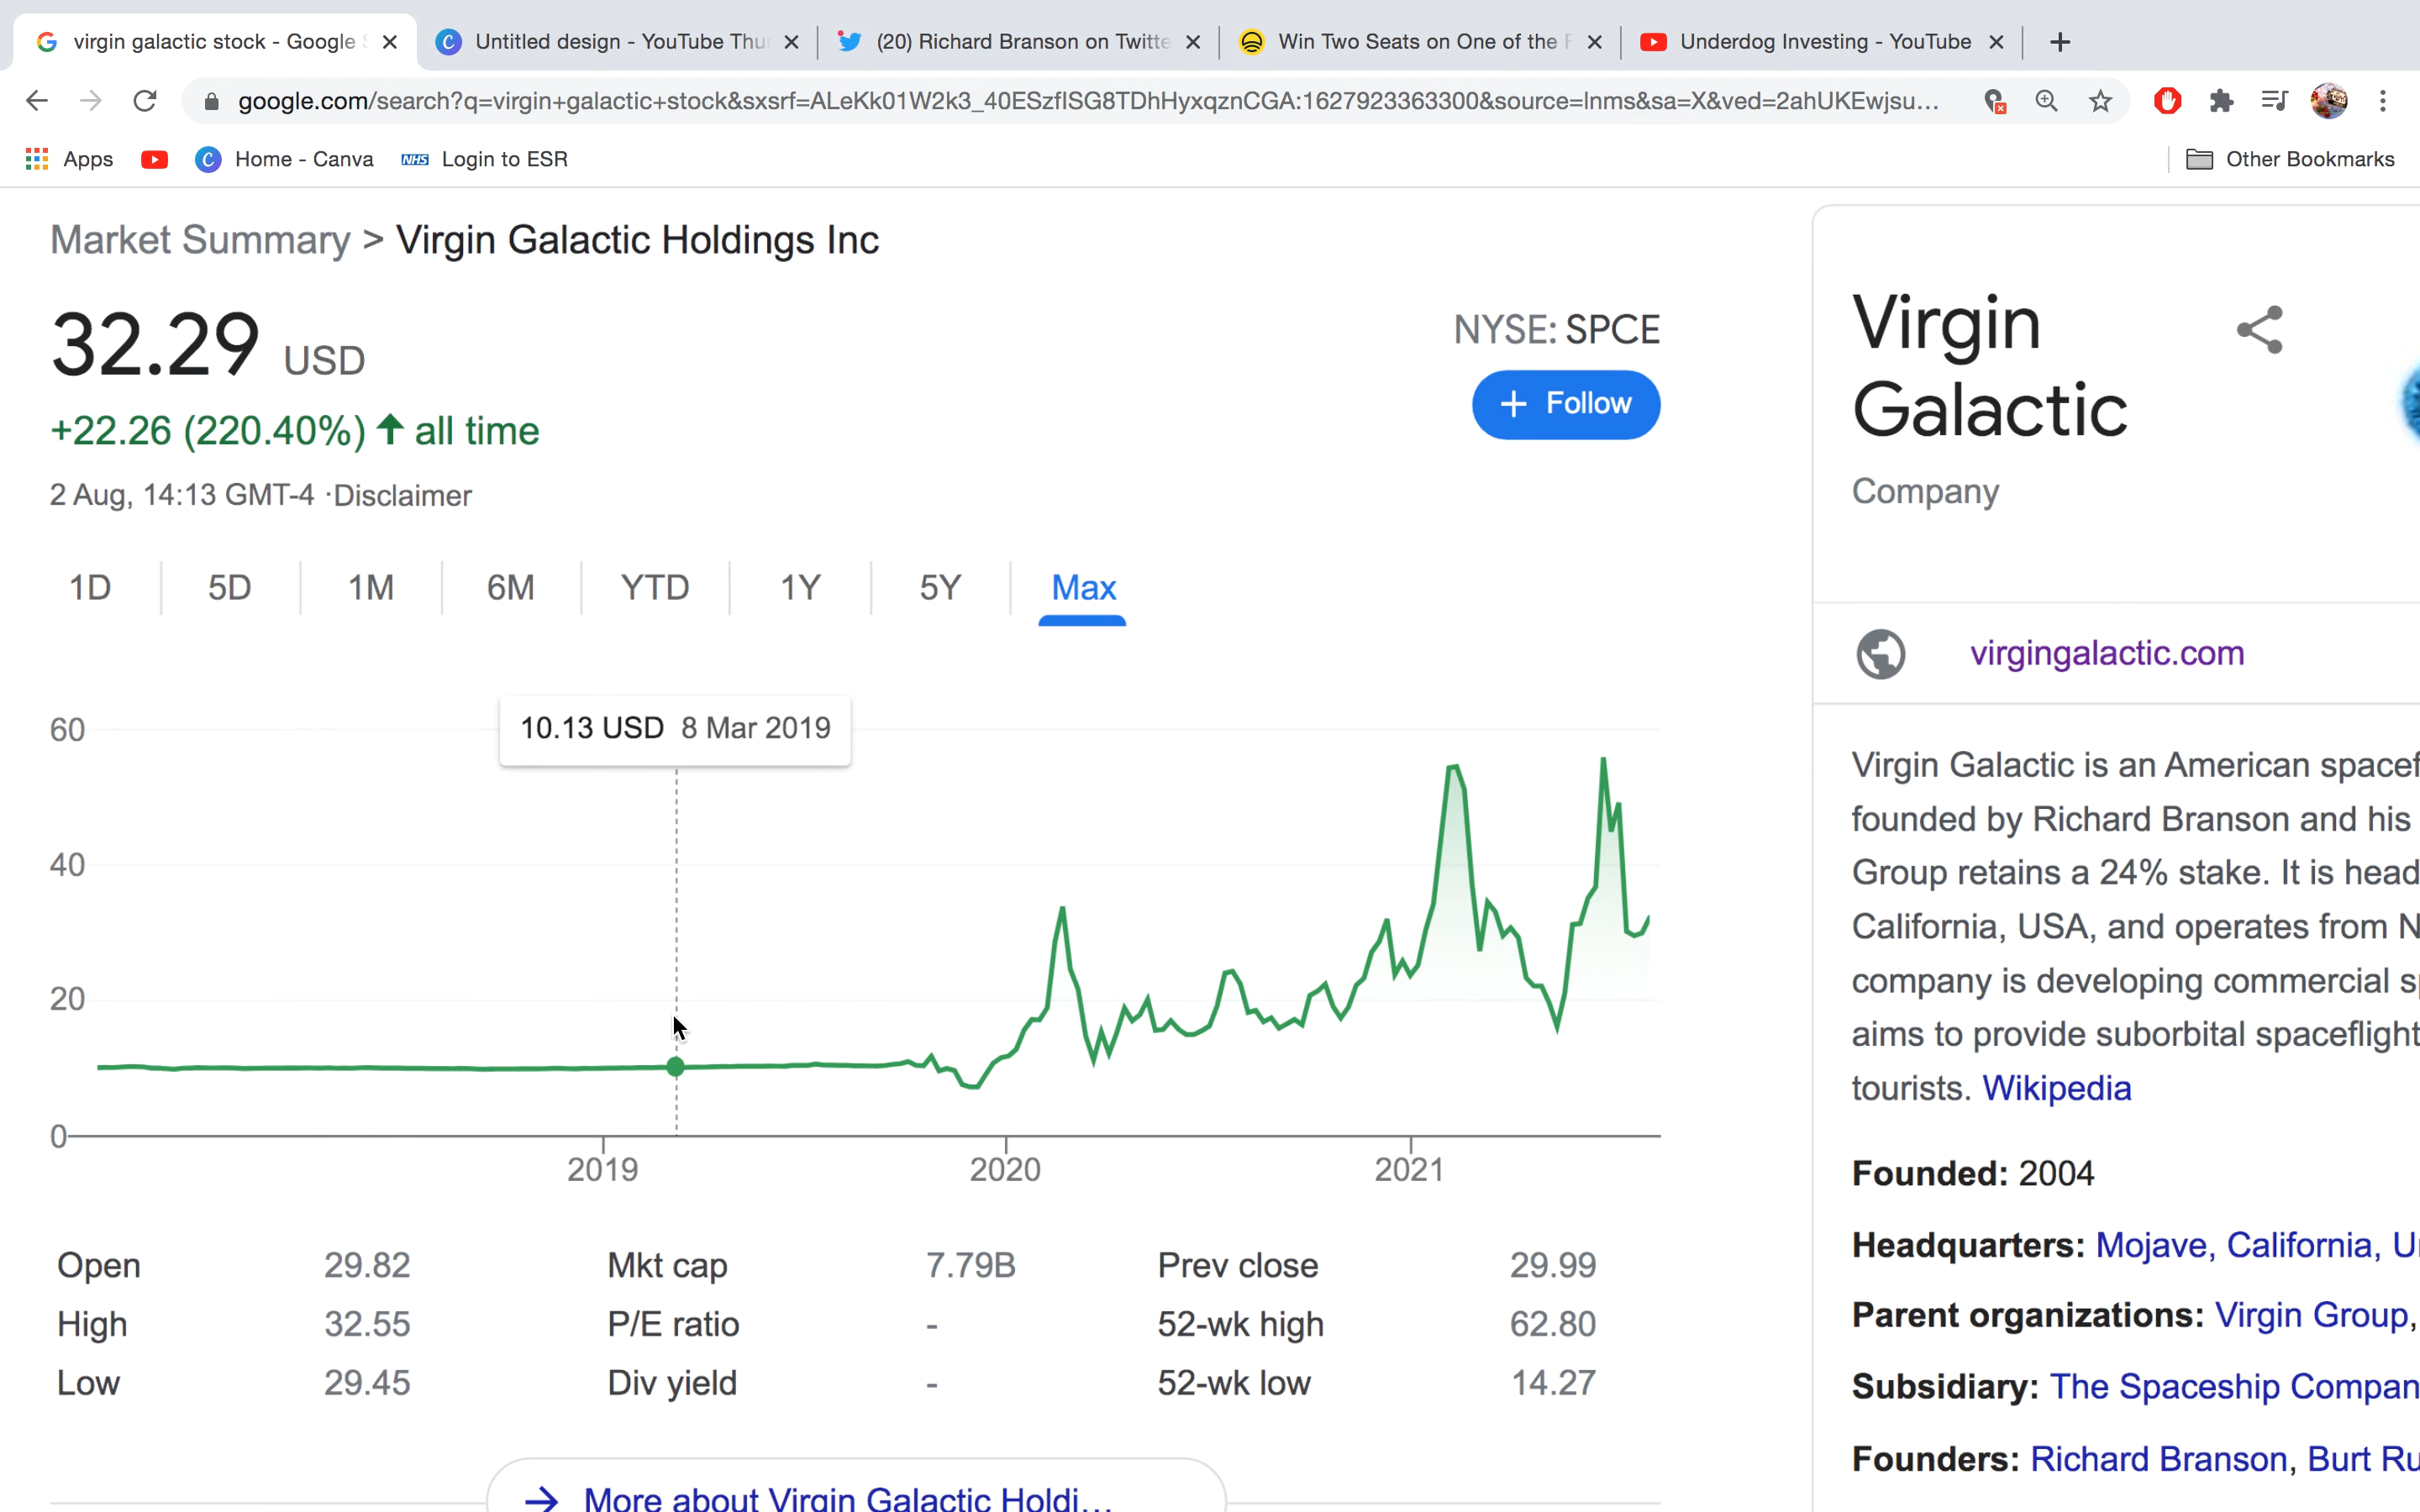 virgin galactic stock - Google S
Untitled design - YouTube Thu
(20) Richard Branson on Twitte
Win Two Seats on One of the F
Underdog Investing - YouTube
google.com/search?q=virgin+galactic+stock&sxsrf=ALeKk01W2k3_40ESzfISG8TDhHyxqznCGA:1627923363300&source=lnms&sa=X&ved=2ahUKEwjsu...
Apps
Home - Canva
NHS Login to ESR
Other Bookmarks
Market Summary > Virgin Galactic Holdings Inc
32.29 USD
NYSE: SPCE
+ Follow
+22.26 (220.40%) ↑ all time
2 Aug, 14:13 GMT-4 ·Disclaimer
1D 5D 1M 6M YTD 1Y 5Y Max
10.13 USD 8 Mar 2019
60
40
20
0
2019 2020 2021
Open 29.82 Mkt cap 7.79B Prev close 29.99
High 32.55 P/E ratio - 52-wk high 62.80
Low 29.45 Div yield - 52-wk low 14.27
→ More about Virgin Galactic Holdi...
Virgin
Galactic
Company
virgingalactic.com
Virgin Galactic is an American spacef
founded by Richard Branson and his
Group retains a 24% stake. It is head
California, USA, and operates from N
company is developing commercial s
aims to provide suborbital spaceflight
tourists. Wikipedia
Founded: 2004
Headquarters: Mojave, California, U
Parent organizations: Virgin Group,
Subsidiary: The Spaceship Compan
Founders: Richard Branson, Burt Ru